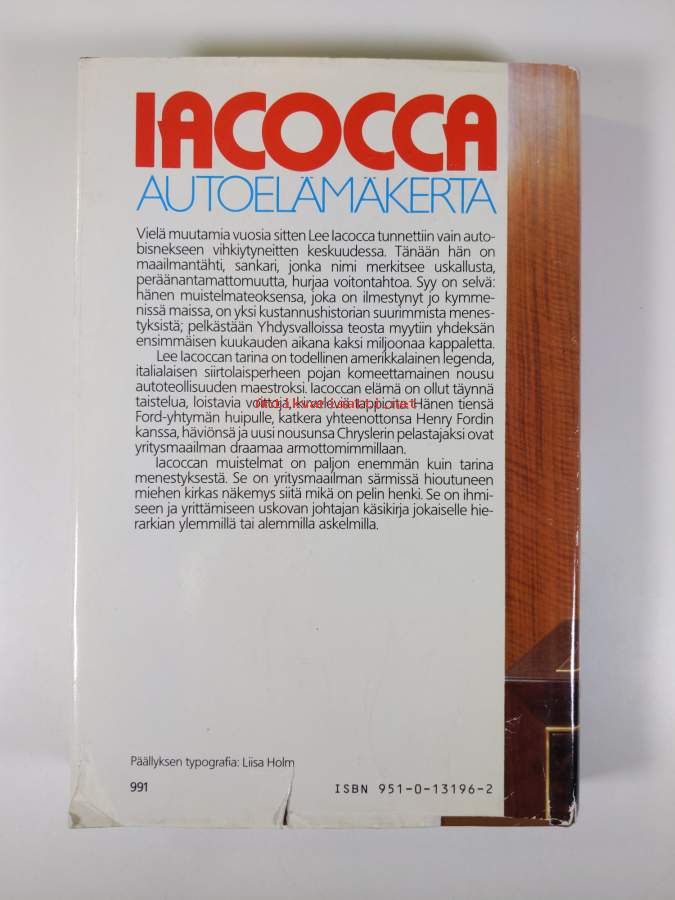 IACOCCA
AUTOELÄMÄKERTA
Vielä muutamia vuosia sitten Lee Iacocca tunnettiin vain auto-
bisnekseen vihkiytyneitten keskuudessa. Tänään hän on
maailmantähti, sankari, jonka nimi merkitsee uskallusta,
peräänantamattomuutta, hurjaa voitontahtoa. Syy on selvä:
hänen muistelmateoksensa, joka on ilmestynyt jo kymme-
nissä maissa, on yksi kustannushistorian suurimmista menes-
tyksistä; pelkästään Yhdysvalloissa teosta myytiin yhdeksän
ensimmäisen kuukauden aikana kaksi miljoonaa kappaletta.
Lee Iacoccan tarina on todellinen amerikkalainen legenda,
italialaisen siirtolaisperheen pojan komeettamainen nousu
autoteollisuuden maestroksi. Iacoccan elämä on ollut täynnä
taistelua, loistavia voittoja, kirveleviä tappioita. Hänen tiensä
Ford-yhtymän huipulle, katkera yhteenottonsa Henry Fordin
kanssa, häviönsä ja uusi nousunsa Chryslerin pelastajaksi ovat
yritysmaailman draamaa armottomimmillaan.
Iacoccan muistelmat on paljon enemmän kuin tarina
menestyksestä. Se on yritysmaailman särmissä hioutuneen
miehen kirkas näkemys siitä mikä on pelin henki. Se on ihmi-
seen ja yrittämiseen uskovan johtajan käsikirja jokaiselle hie-
rarkian ylemmillä tai alemmilla askelmilla.
Päällyksen typografia: Liisa Holm
991 ISBN 951-0-13196-2